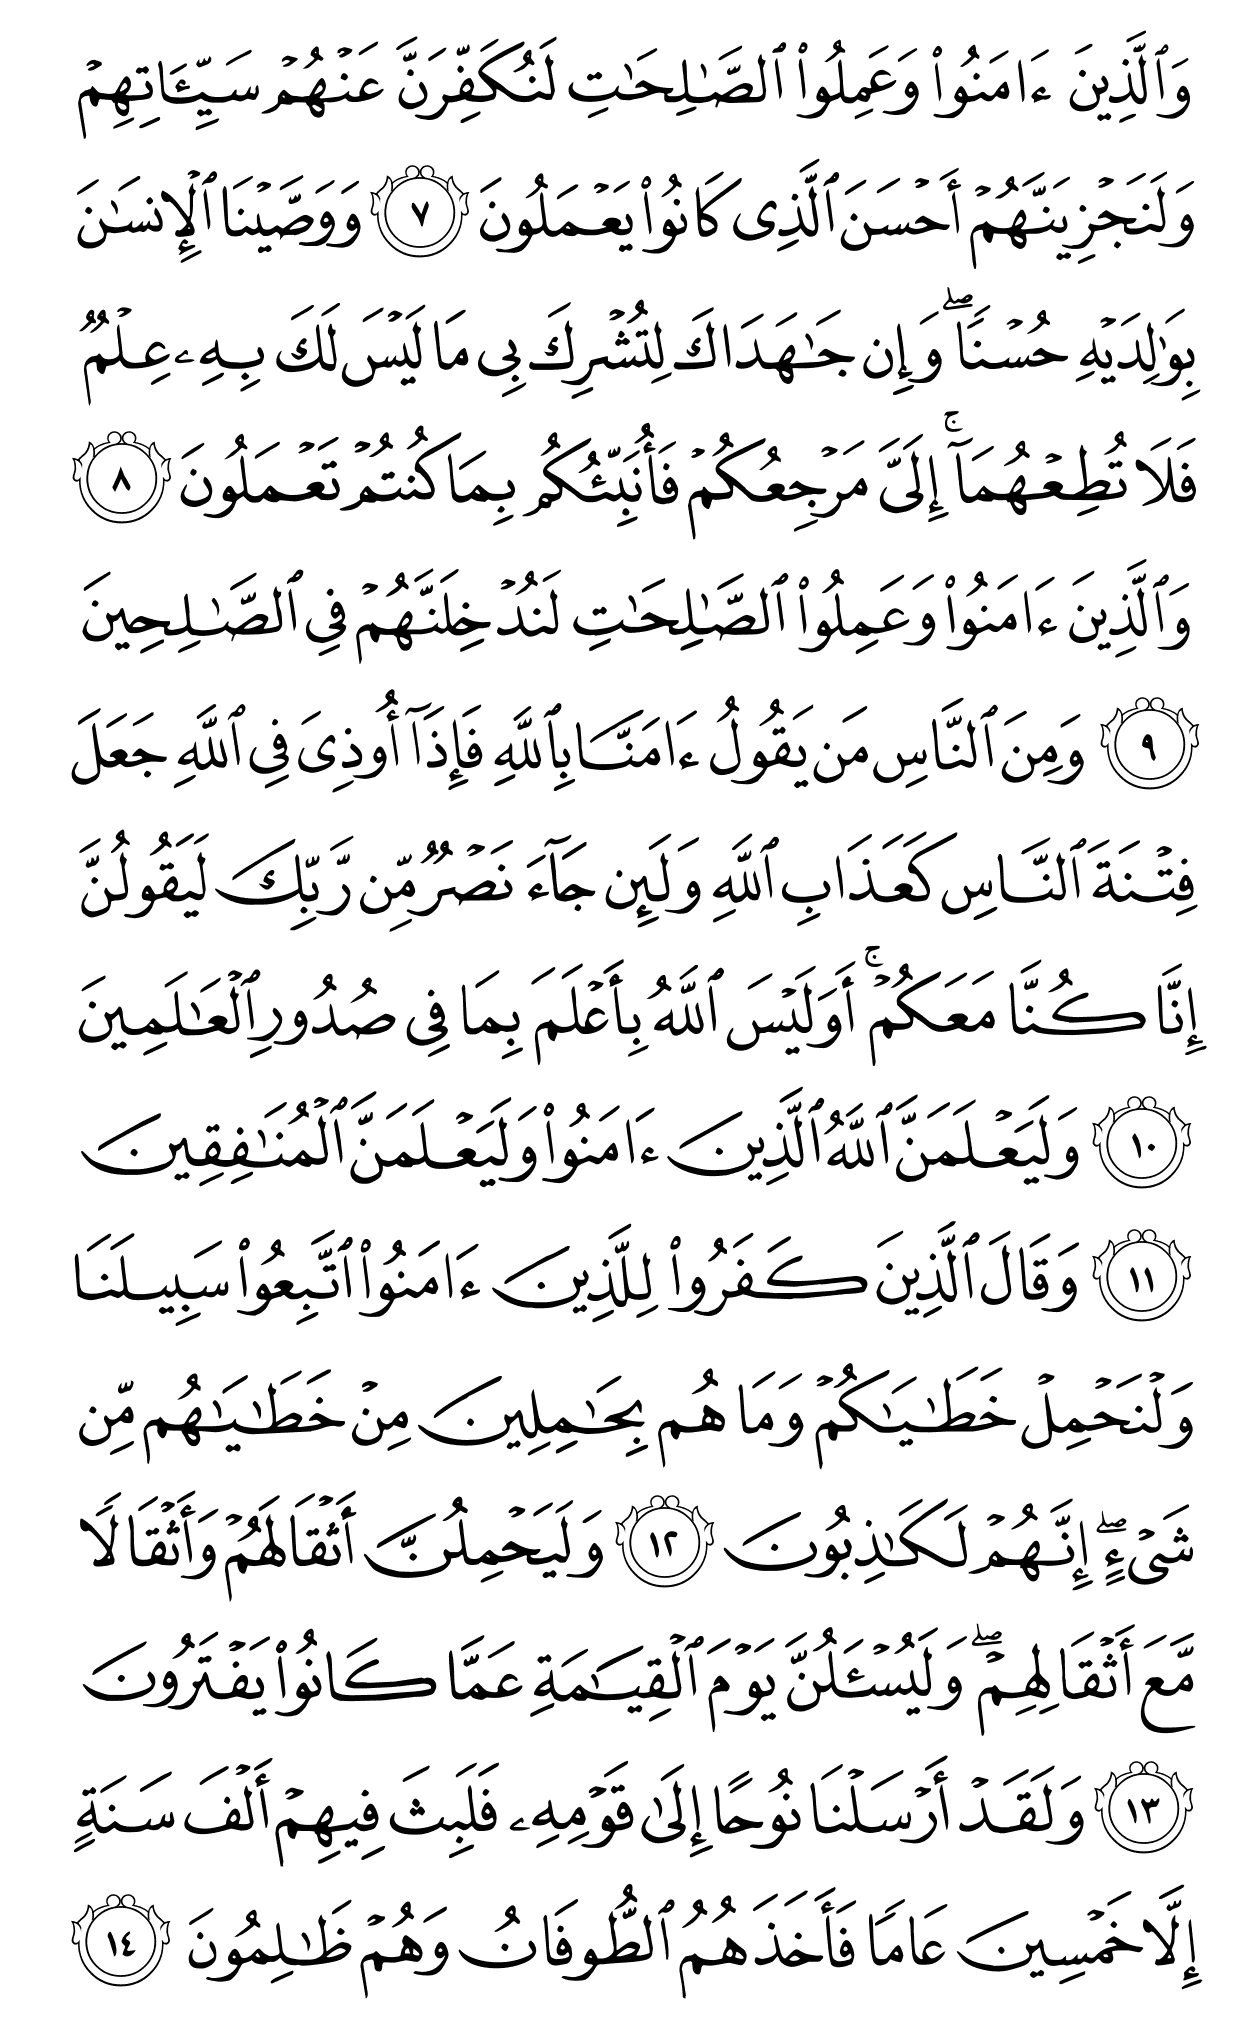 وَٱلَّذِينَ ءَامَنُوا۟ وَعَمِلُوا۟ ٱلصَّـٰلِحَـٰتِ لَنُكَفِّرَنَّ عَنْهُمْ سَيِّـَٔاتِهِمْ
وَلَنَجْزِيَنَّهُمْ أَحْسَنَ ٱلَّذِى كَانُوا۟ يَعْمَلُونَ ٧ وَوَصَّيْنَا ٱلْإِنسَـٰنَ
بِوَٰلِدَيْهِ حُسْنًا ۖ وَإِن جَـٰهَدَاكَ لِتُشْرِكَ بِى مَا لَيْسَ لَكَ بِهِۦ عِلْمٌ
فَلَا تُطِعْهُمَآ ۚ إِلَىَّ مَرْجِعُكُمْ فَأُنَبِّئُكُم بِمَا كُنتُمْ تَعْمَلُونَ ٨
وَٱلَّذِينَ ءَامَنُوا۟ وَعَمِلُوا۟ ٱلصَّـٰلِحَـٰتِ لَنُدْخِلَنَّهُمْ فِى ٱلصَّـٰلِحِينَ
٩ وَمِنَ ٱلنَّاسِ مَن يَقُولُ ءَامَنَّا بِٱللَّهِ فَإِذَآ أُوذِىَ فِى ٱللَّهِ جَعَلَ
فِتْنَةَ ٱلنَّاسِ كَعَذَابِ ٱللَّهِ وَلَئِن جَآءَ نَصْرٌ مِّن رَّبِّكَ لَيَقُولُنَّ
إِنَّا كُنَّا مَعَكُمْ ۚ أَوَلَيْسَ ٱللَّهُ بِأَعْلَمَ بِمَا فِى صُدُورِ ٱلْعَـٰلَمِينَ
١٠ وَلَيَعْلَمَنَّ ٱللَّهُ ٱلَّذِينَ ءَامَنُوا۟ وَلَيَعْلَمَنَّ ٱلْمُنَـٰفِقِينَ
١١ وَقَالَ ٱلَّذِينَ كَفَرُوا۟ لِلَّذِينَ ءَامَنُوا۟ ٱتَّبِعُوا۟ سَبِيلَنَا
وَلْنَحْمِلْ خَطَـٰيَـٰكُمْ وَمَا هُم بِحَـٰمِلِينَ مِنْ خَطَـٰيَـٰهُم مِّن
شَىْءٍ ۖ إِنَّهُمْ لَكَـٰذِبُونَ ١٢ وَلَيَحْمِلُنَّ أَثْقَالَهُمْ وَأَثْقَالًا
مَّعَ أَثْقَالِهِمْ ۖ وَلَيُسْـَٔلُنَّ يَوْمَ ٱلْقِيَـٰمَةِ عَمَّا كَانُوا۟ يَفْتَرُونَ
١٣ وَلَقَدْ أَرْسَلْنَا نُوحًا إِلَىٰ قَوْمِهِۦ فَلَبِثَ فِيهِمْ أَلْفَ سَنَةٍ
إِلَّا خَمْسِينَ عَامًا فَأَخَذَهُمُ ٱلطُّوفَانُ وَهُمْ ظَـٰلِمُونَ ١٤